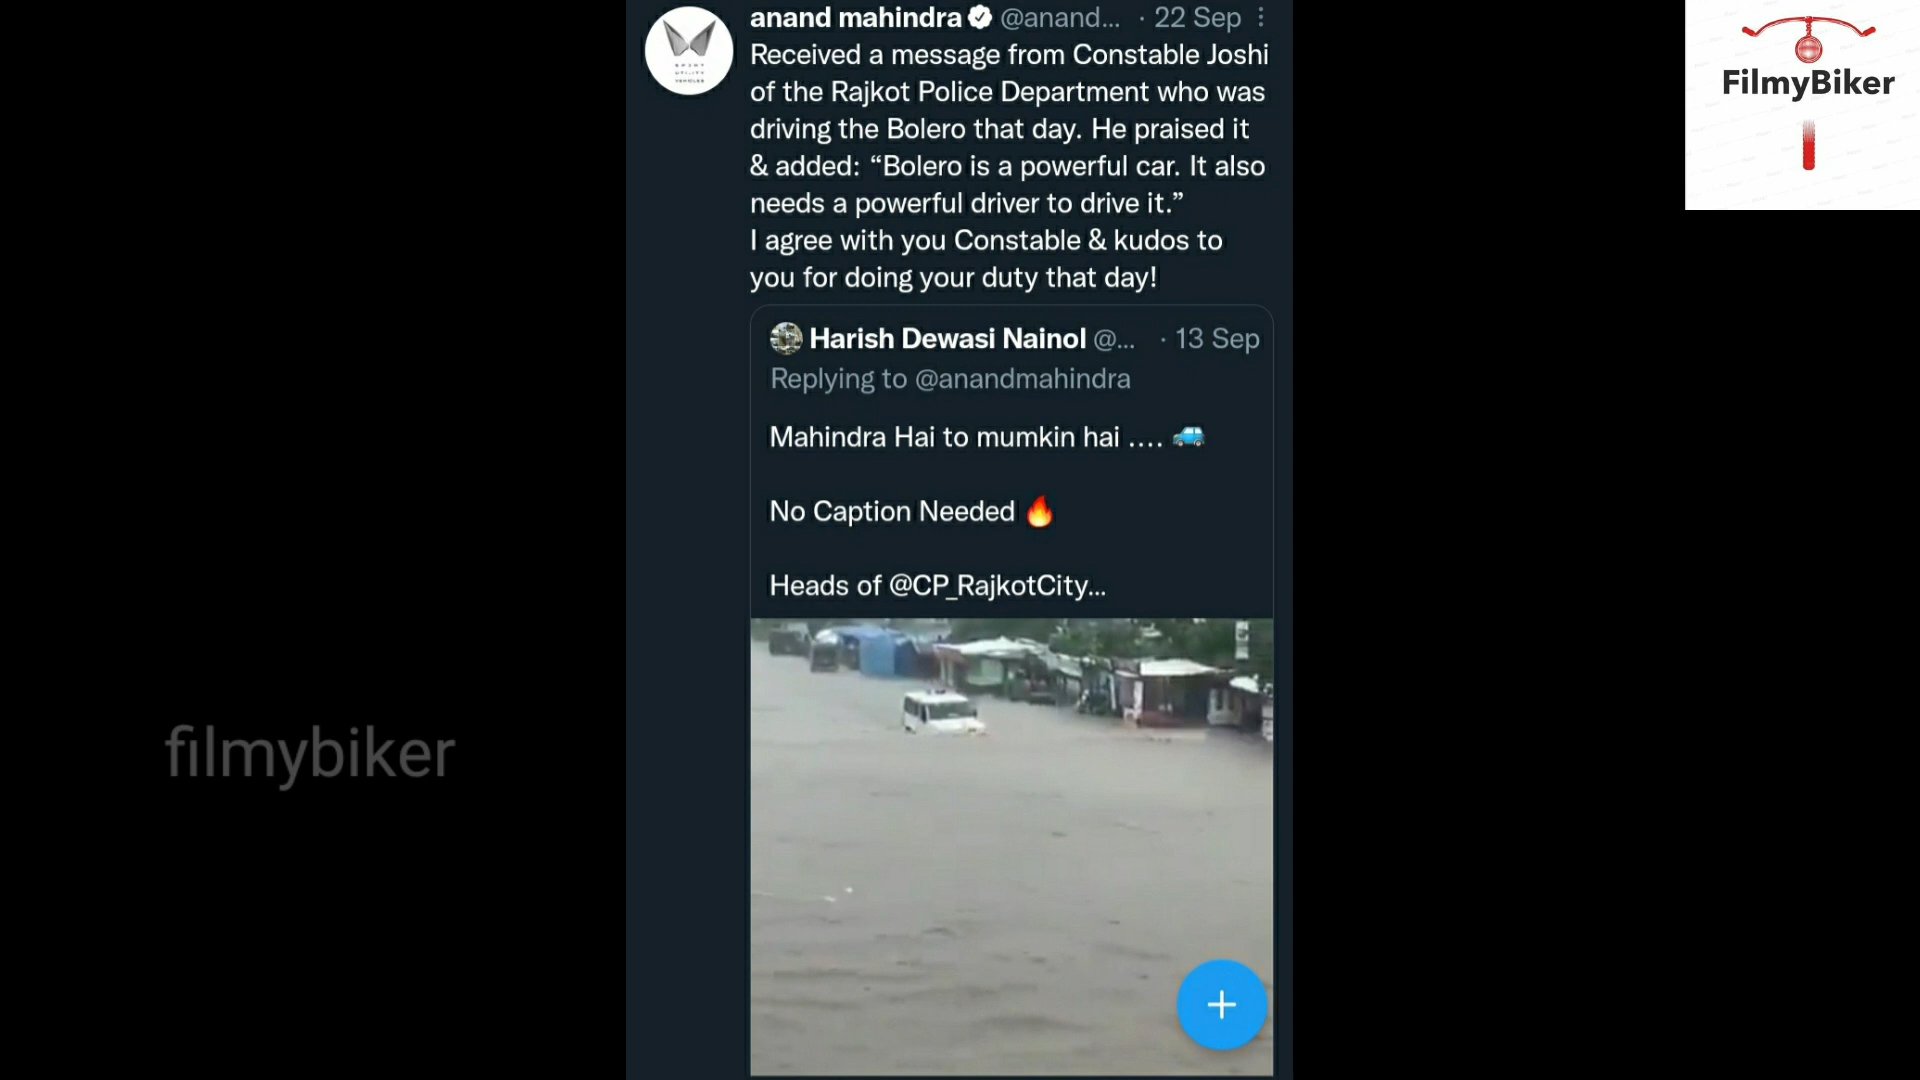 anand mahindra @anand... · 22 Sep
Received a message from Constable Joshi
of the Rajkot Police Department who was
driving the Bolero that day. He praised it
& added: “Bolero is a powerful car. It also
needs a powerful driver to drive it.”
I agree with you Constable & kudos to
you for doing your duty that day!
SPORT
UTILITY
VEHICLES
Harish Dewasi Nainol @... · 13 Sep
Replying to @anandmahindra
Mahindra Hai to mumkin hai .... 🚙
No Caption Needed 🔥
Heads of @CP_RajkotCity...
FilmyBiker
filmybiker